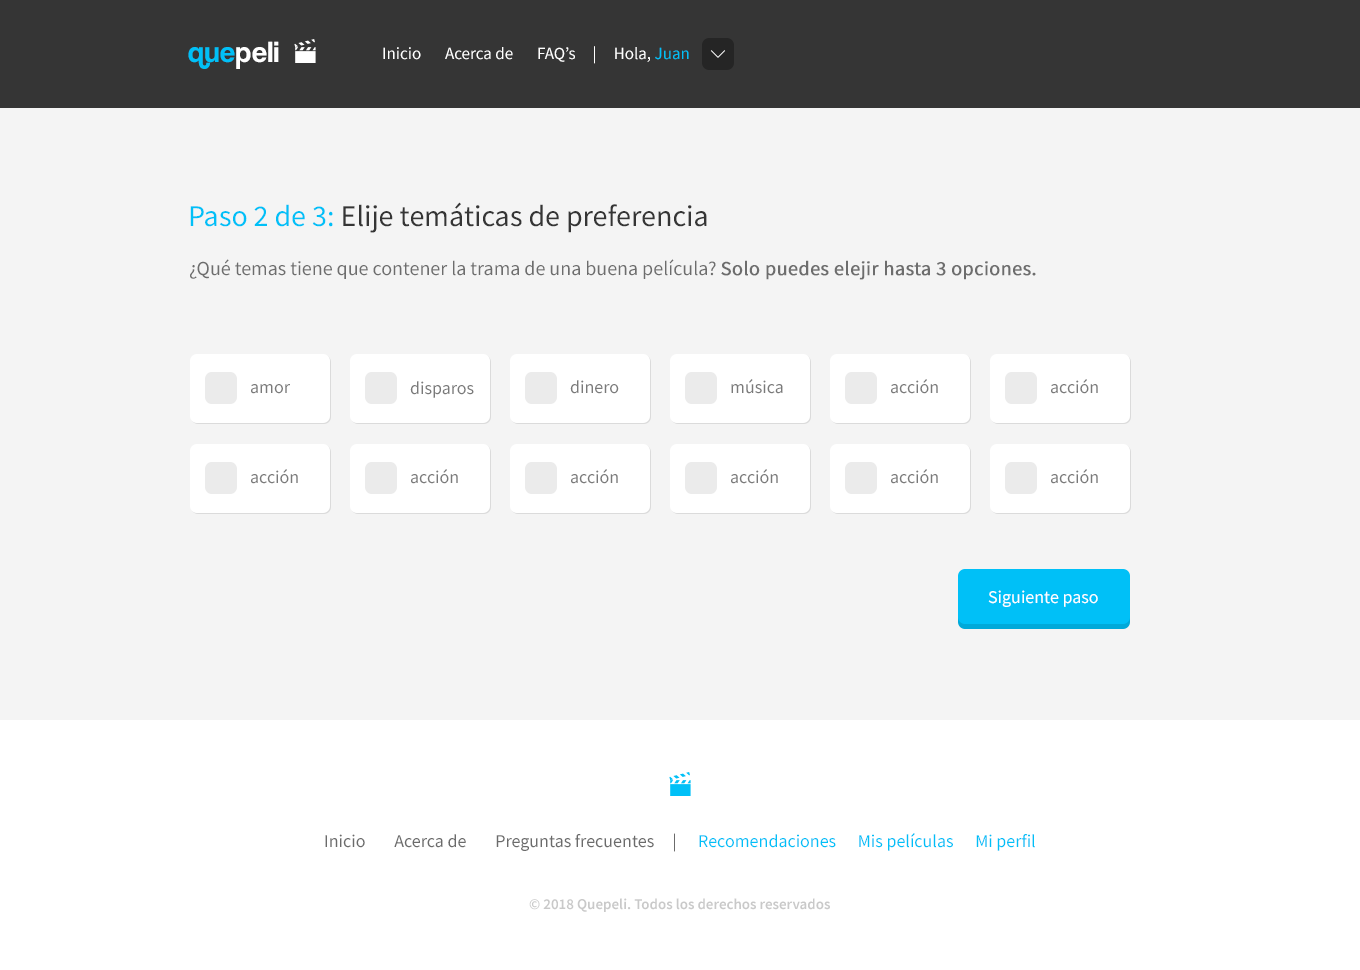 quepeli Inicio Acerca de FAQ's | Hola, Juan
Paso 2 de 3: Elije temáticas de preferencia
¿Qué temas tiene que contener la trama de una buena película? Solo puedes elejir hasta 3 opciones.
amor disparos dinero música acción acción
acción acción acción acción acción acción
Siguiente paso
Inicio Acerca de Preguntas frecuentes | Recomendaciones Mis películas Mi perfil
© 2018 Quepeli. Todos los derechos reservados